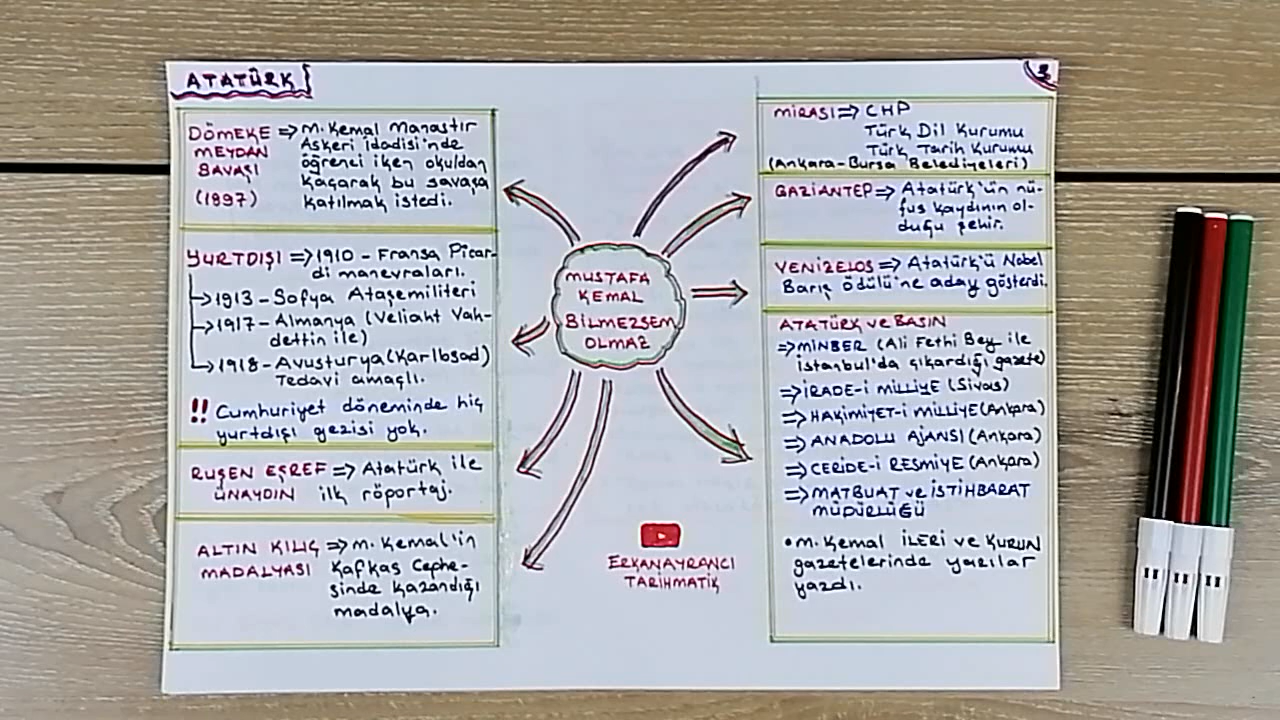 ATATÜRK
3
DÖMEKE => M. Kemal Manastır
MEYDAN Askeri İdadisi'nde
SAVAŞI öğrenci iken okuldan
kaçarak bu savaşa
(1897) katılmak istedi.
YURTDIŞI => 1910 - Fransa Picar-
di manevraları.
→ 1913 - Sofya Ataşemiliteri
→ 1917 - Almanya (Veliaht Vah-
dettin ile)
→ 1918 - Avusturya (Karlbsad)
Tedavi amaçlı.
!! Cumhuriyet döneminde hiç
yurtdışı gezisi yok.
RUŞEN EŞREF => Atatürk ile
ÜNAYDIN ilk röportaj.
ALTIN KILIÇ => M. Kemal'in
MADALYASI Kafkas Cephe-
sinde kazandığı
madalya.
MUSTAFA
KEMAL
BİLMEZSEM
OLMAZ
ERKANAYRANCI
TARİHMATİK
MİRASI => CHP
Türk Dil Kurumu
Türk Tarih Kurumu
(Ankara-Bursa Belediyeleri)
GAZİANTEP => Atatürk'ün nü-
fus kaydının ol-
duğu şehir.
VENİZELOS => Atatürk'ü Nobel
Barış ödülü'ne aday gösterdi.
ATATÜRK ve BASIN
=> MİNBER (Ali Fethi Bey ile
İstanbul'da çıkardığı gazete)
=> İRADE-İ MİLLİYE (Sivas)
=> HAKİMİYET-İ MİLLİYE (Ankara)
=> ANADOLU AJANSI (Ankara)
=> CERİDE-İ RESMİYE (Ankara)
=> MATBUAT ve İSTİHBARAT
MÜDÜRLÜĞÜ
• M. Kemal İLERİ ve KURUN
gazetelerinde yazılar
yazdı.